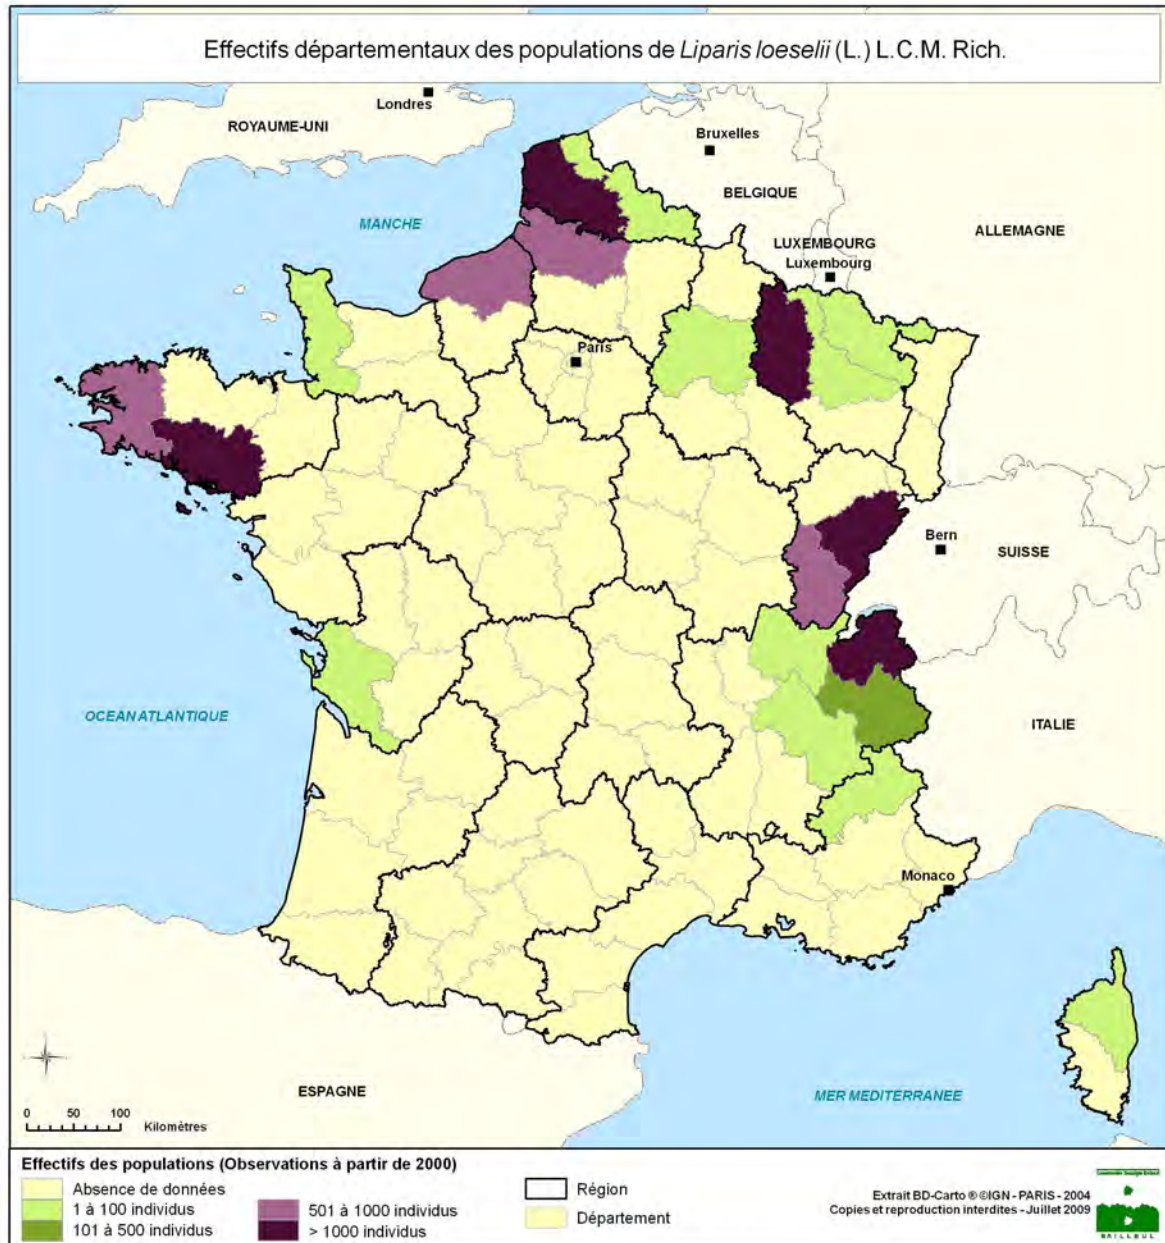 Effectifs départementaux des populations de Liparis loeselii (L.) L.C.M. Rich.
Londres
ROYAUME-UNI
Bruxelles
BELGIQUE
MANCHE
ALLEMAGNE
LUXEMBOURG
Luxembourg
Paris
Bern
SUISSE
OCEAN ATLANTIQUE
ITALIE
Monaco
ESPAGNE
MER MEDITERRANEE
0 50 100
Kilomètres
Effectifs des populations (Observations à partir de 2000)
Absence de données
1 à 100 individus
101 à 500 individus
501 à 1000 individus
> 1000 individus
Région
Département
Extrait BD-Carto ® ©IGN - PARIS - 2004
Copies et reproduction interdites - Juillet 2009
BAILLEUL